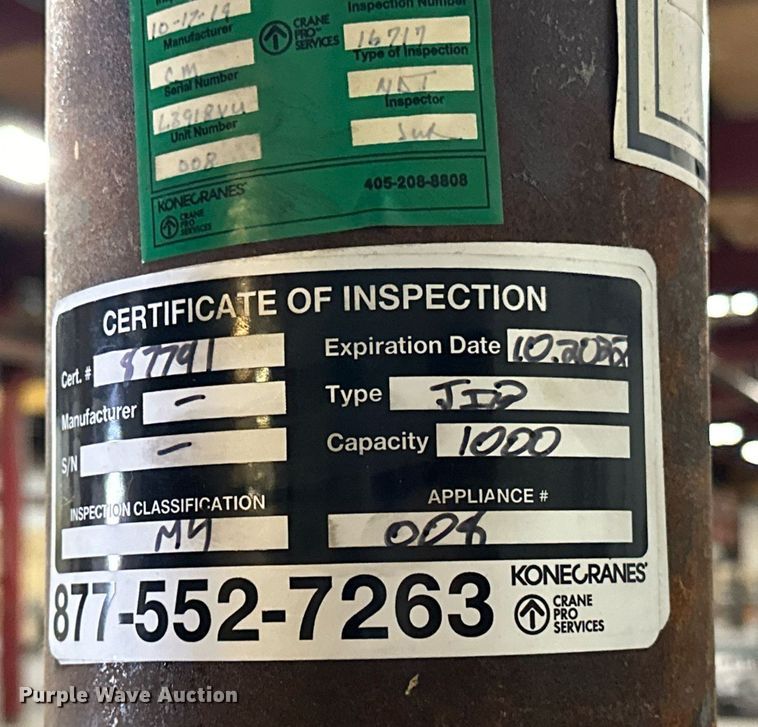 Inspection Number
10-17-19
Manufacturer
CRANE
PRO
SERVICES
16717
Type of Inspection
CM
Serial Number
Inspector
Unit Number
008
405-208-8808
KONECRANES
CRANE
PRO
SERVICES
CERTIFICATE OF INSPECTION
Cert. # 87791
Expiration Date
Manufacturer -
Type JIB
S/N -
Capacity 1000
INSPECTION CLASSIFICATION
APPLIANCE #
008
877-552-7263
KONECRANES
CRANE
PRO
SERVICES
Purple Wave Auction